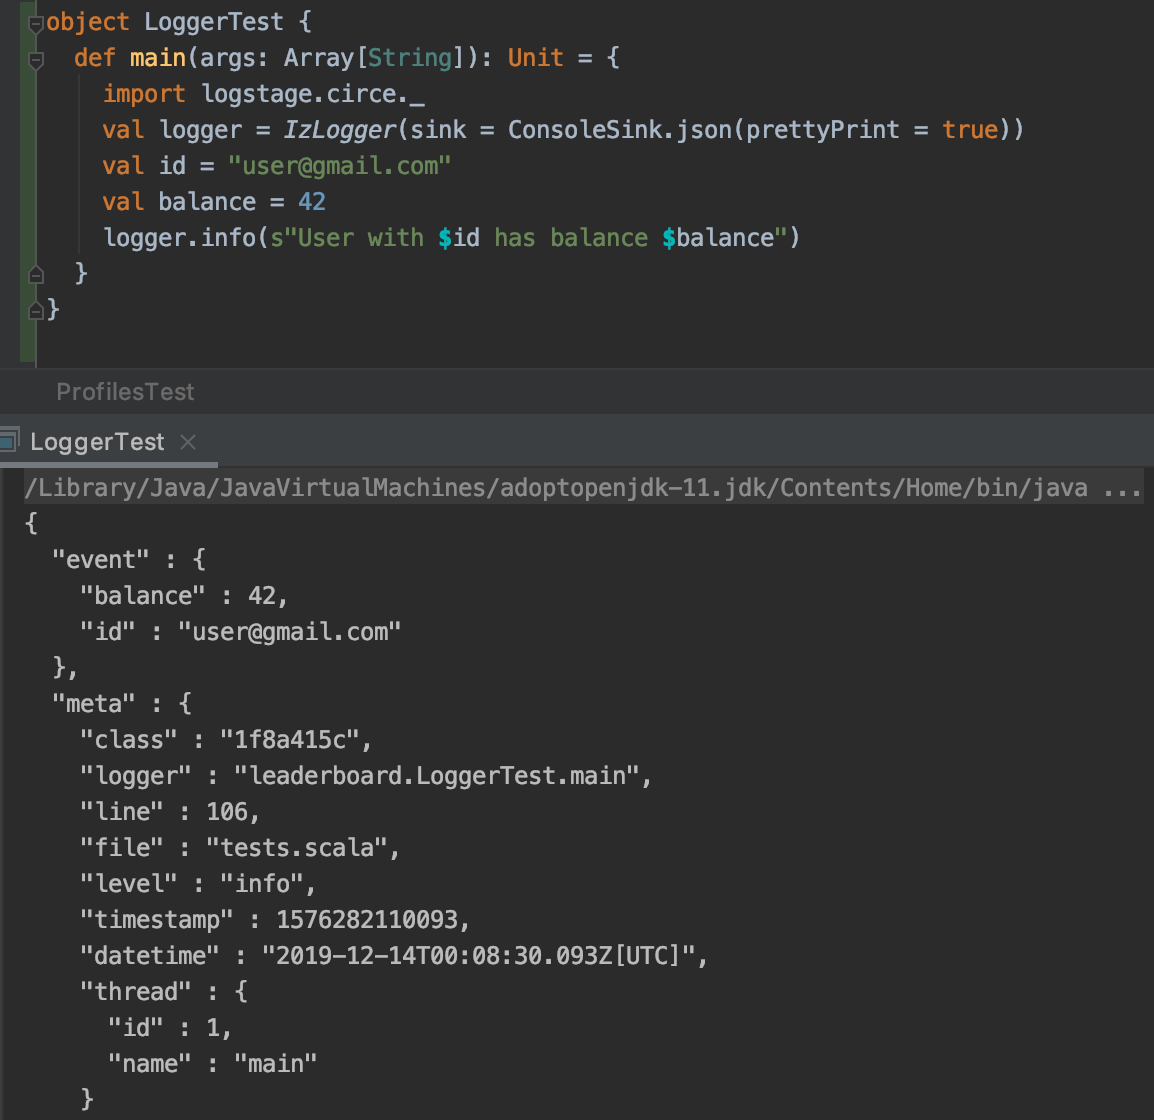 object LoggerTest {
  def main(args: Array[String]): Unit = {
    import logstage.circe._
    val logger = IzLogger(sink = ConsoleSink.json(prettyPrint = true))
    val id = "user@gmail.com"
    val balance = 42
    logger.info(s"User with $id has balance $balance")
  }
}
ProfilesTest
LoggerTest ×
/Library/Java/JavaVirtualMachines/adoptopenjdk-11.jdk/Contents/Home/bin/java ...
{
  "event" : {
    "balance" : 42,
    "id" : "user@gmail.com"
  },
  "meta" : {
    "class" : "1f8a415c",
    "logger" : "leaderboard.LoggerTest.main",
    "line" : 106,
    "file" : "tests.scala",
    "level" : "info",
    "timestamp" : 1576282110093,
    "datetime" : "2019-12-14T00:08:30.093Z[UTC]",
    "thread" : {
      "id" : 1,
      "name" : "main"
    }